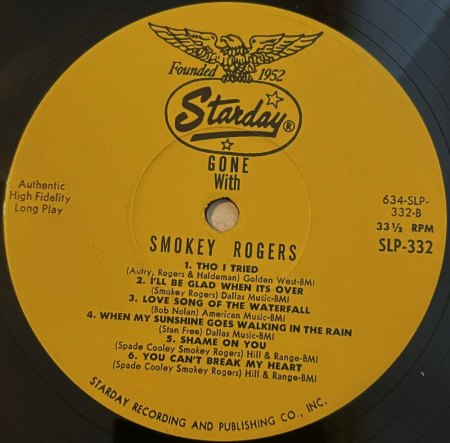 Founded 1952
Starday®
GONE
With
Authentic
High Fidelity
Long Play
634-SLP-
332-B
33⅓ RPM
SLP-332
SMOKEY ROGERS
1. THO I TRIED
(Autry, Rogers & Haldeman) Golden West-BMI
2. I'LL BE GLAD WHEN ITS OVER
(Smokey Rogers) Dallas Music-BMI
3. LOVE SONG OF THE WATERFALL
(Bob Nolan) American Music-BMI
4. WHEN MY SUNSHINE GOES WALKING IN THE RAIN
(Stan Free) Dallas Music-BMI
5. SHAME ON YOU
(Spade Cooley Smokey Rogers) Hill & Range-BMI
6. YOU CAN'T BREAK MY HEART
(Spade Cooley Smokey Rogers) Hill & Range-BMI
STARDAY RECORDING AND PUBLISHING CO., INC.